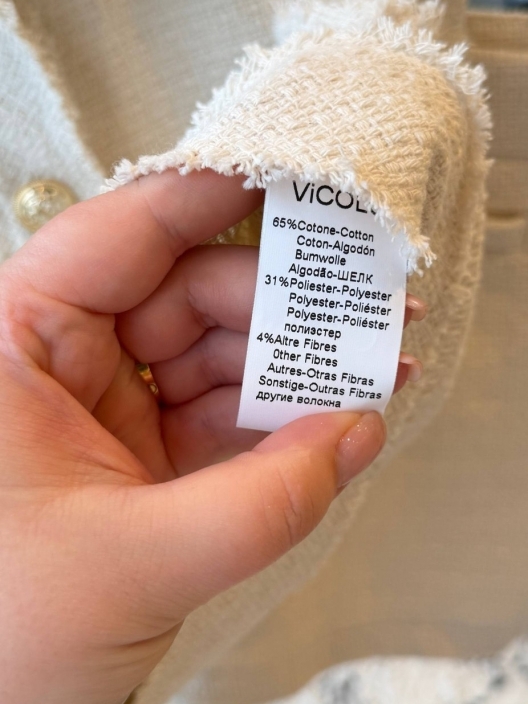 ViCOL
65%Cotone-Cotton
Coton-Algodón
Bumwolle
Algodão-ШЕЛК
31%Poliester-Polyester
Polyester-Poliéster
Polyester-Poliéster
полиэстер
4%Altre Fibres
Other Fibres
Autres-Otras Fibras
Sonstige-Outras Fibras
другие волокна